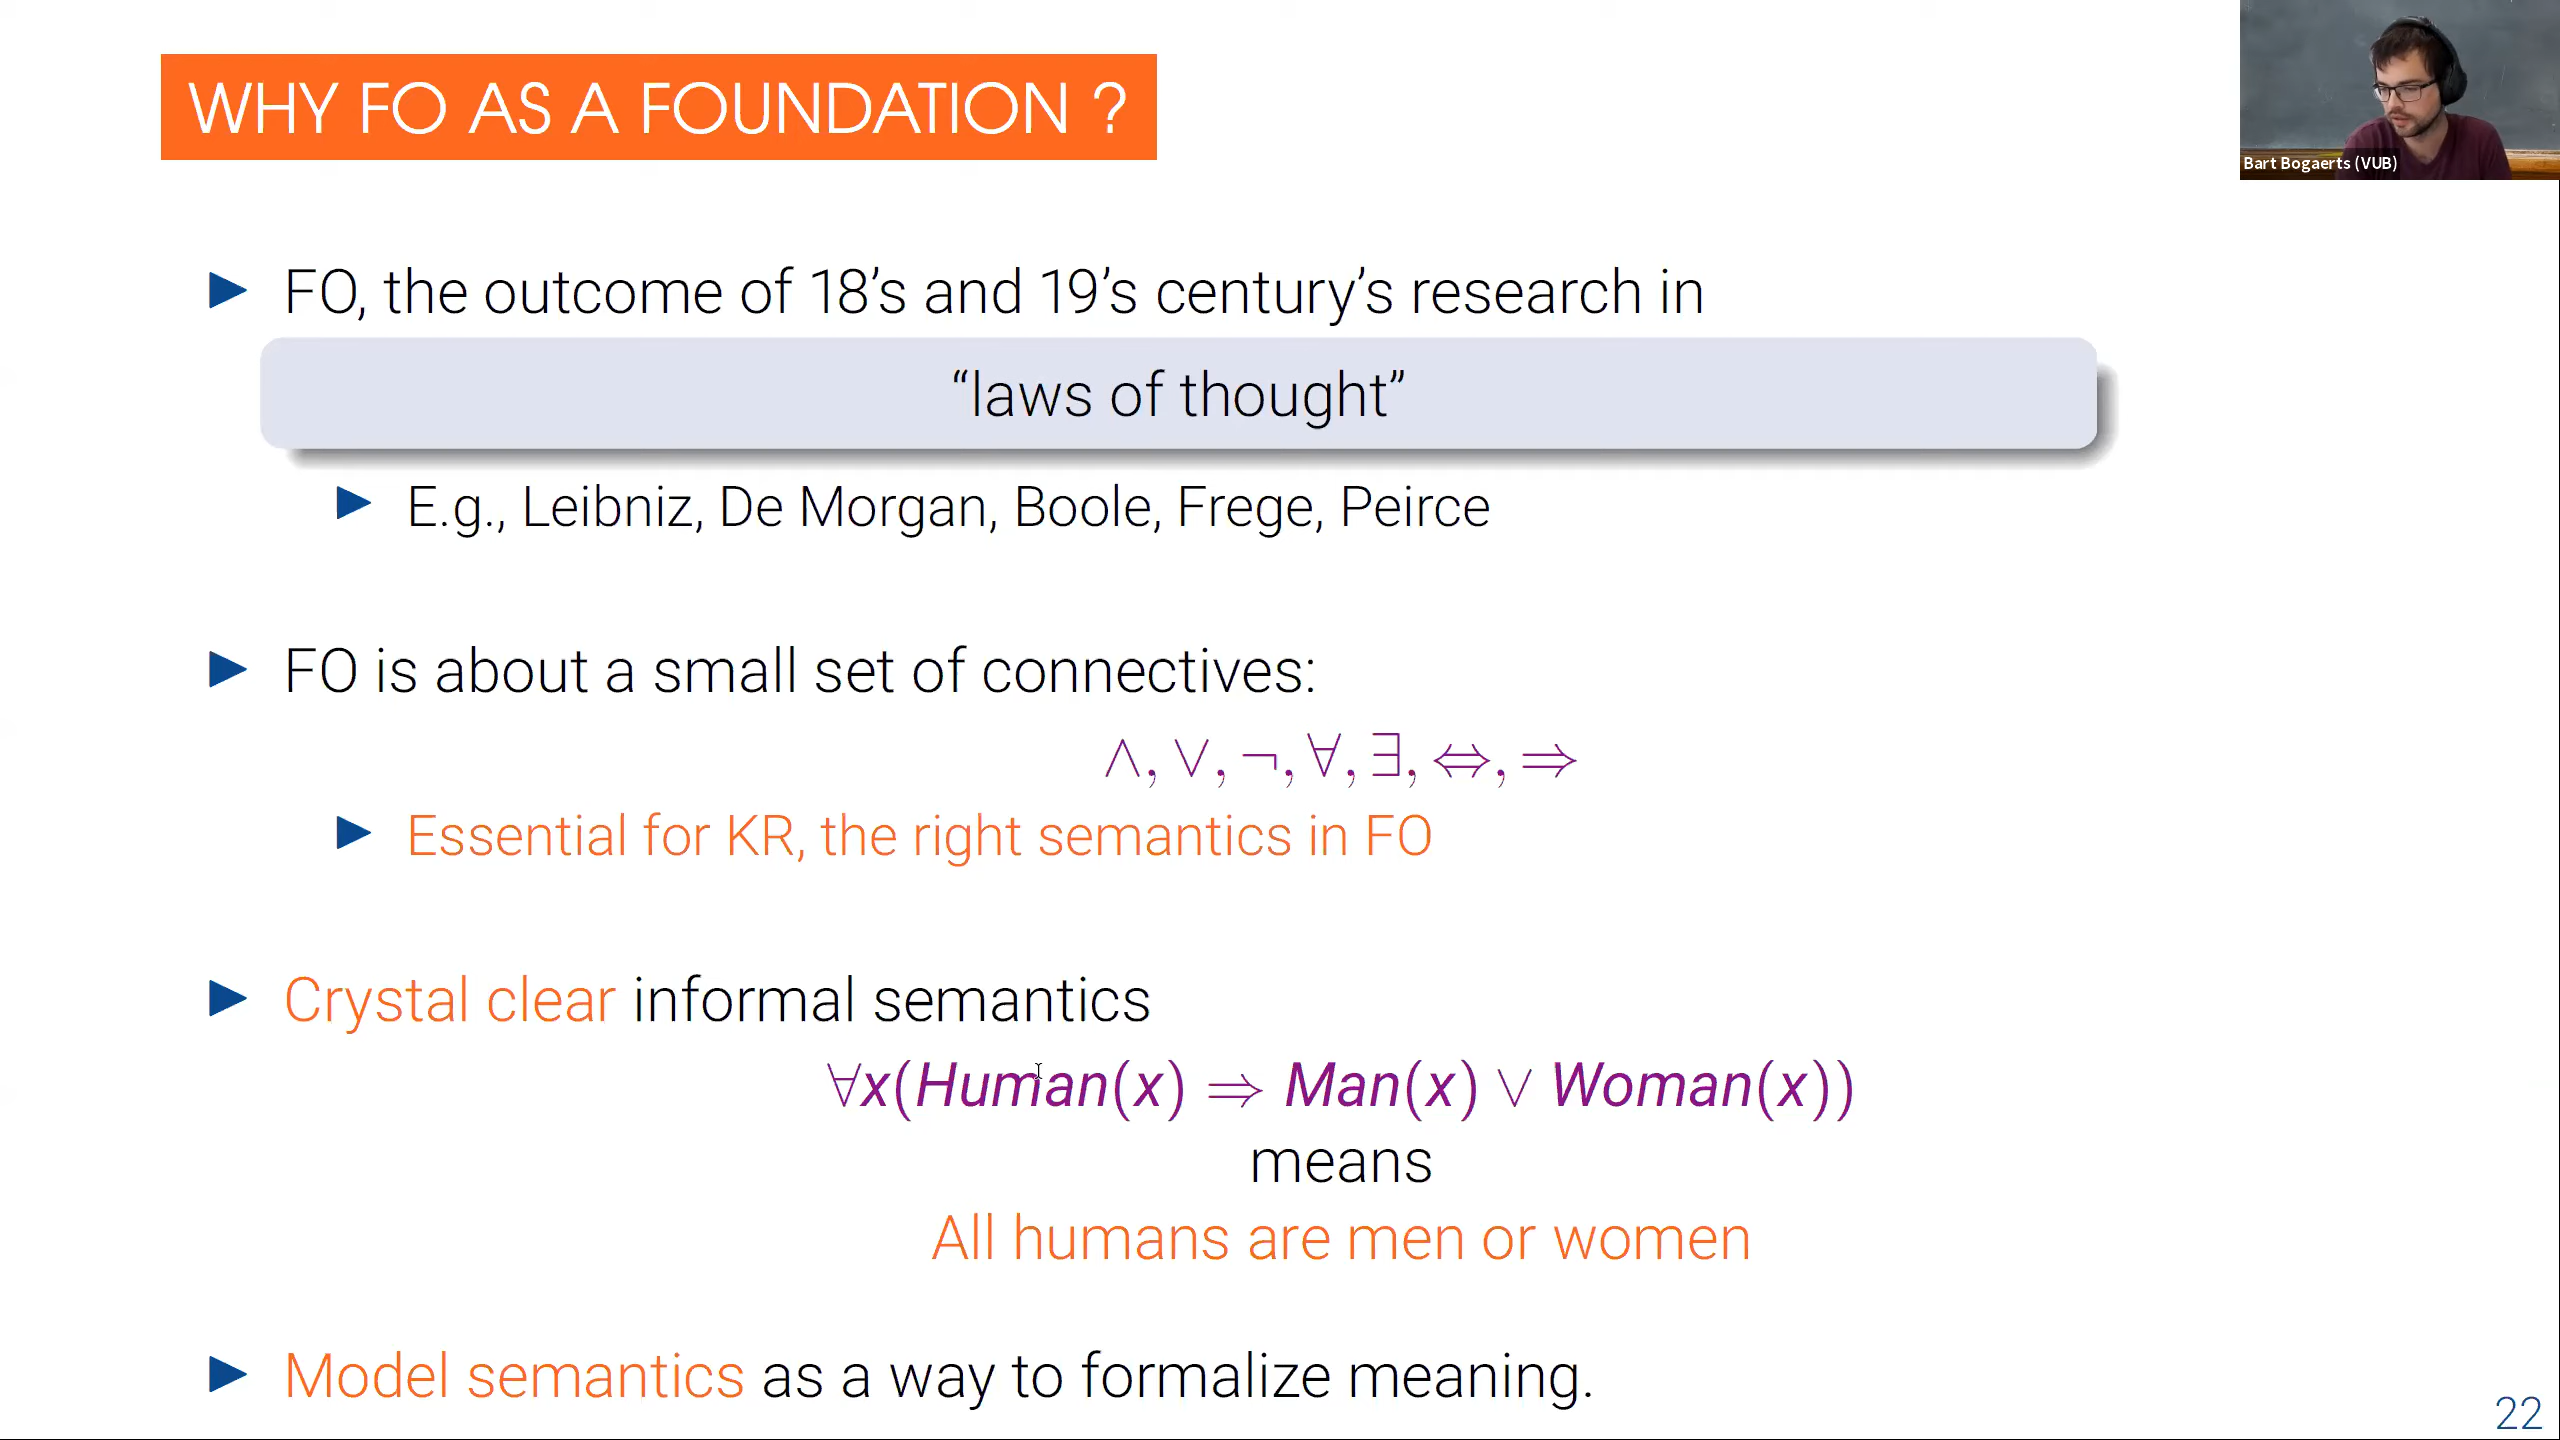 WHY FO AS A FOUNDATION ?
Bart Bogaerts (VUB)
FO, the outcome of 18’s and 19’s century’s research in
“laws of thought”
E.g., Leibniz, De Morgan, Boole, Frege, Peirce
FO is about a small set of connectives:
∧, ∨, ¬, ∀, ∃, ⇔, ⇒
Essential for KR, the right semantics in FO
Crystal clear informal semantics
∀x(Human(x) ⇒ Man(x) ∨ Woman(x))
means
All humans are men or women
Model semantics as a way to formalize meaning.
22